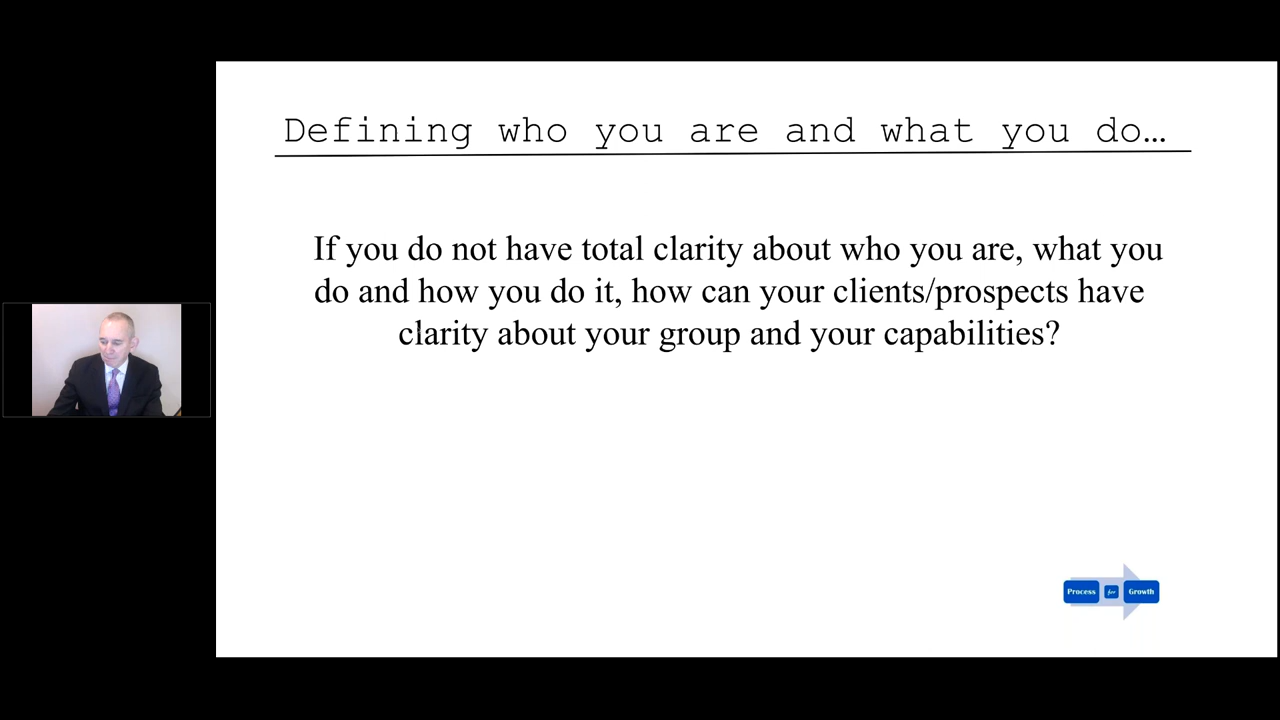 Defining who you are and what you do…
If you do not have total clarity about who you are, what you
do and how you do it, how can your clients/prospects have
clarity about your group and your capabilities?
Process for Growth